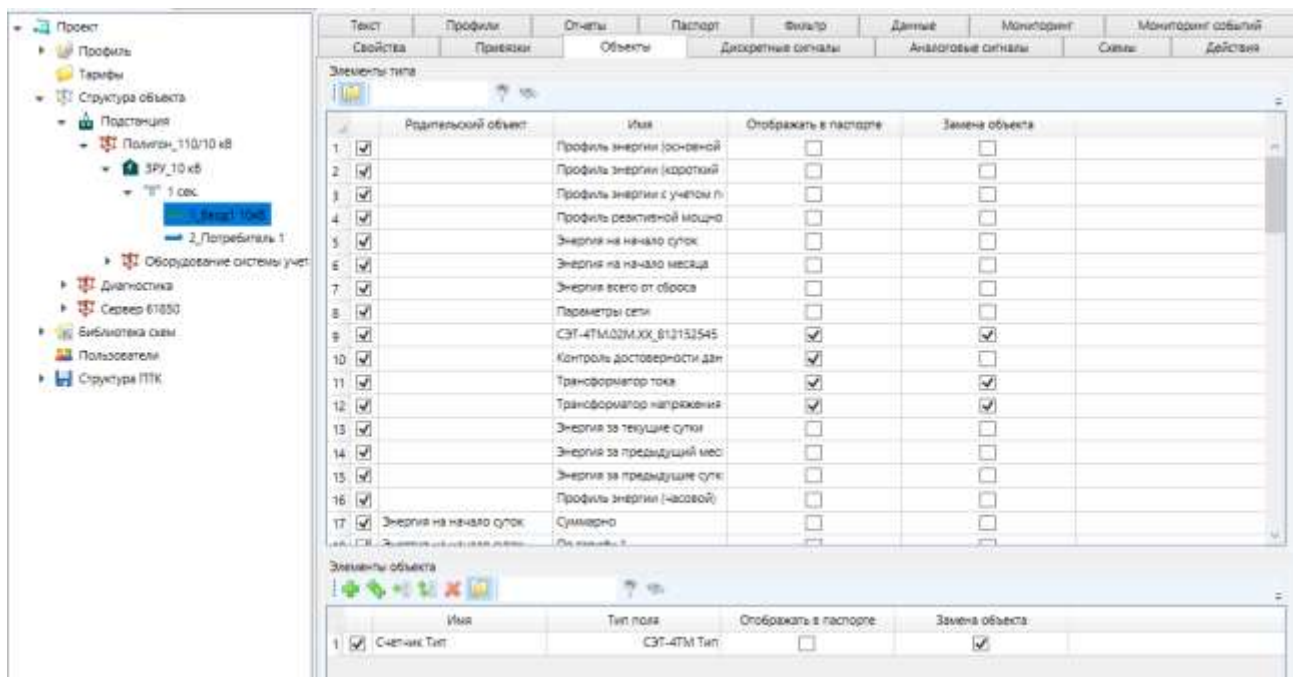 Проект
Профиль
Тарифы
Структура объекта
Подстанция
Полигон_110/10 кВ
ЗРУ_10 кВ
1 сек.
1_Ввод1 10кВ
2_Потребитель 1
Оборудование системы учет
Диагностика
Сервер 61850
Библиотека схем
Пользователи
Структура ПТК
Текст Профили Отчеты Паспорт Фильтр Данные Мониторинг Мониторинг событий
Свойства Привязки Объекты Дискретные сигналы Аналоговые сигналы Схемы Действия
Элементы типа
Родительский объект Имя Отображать в паспорте Замена объекта
1 Профиль энергии (основной
2 Профиль энергии (короткий
3 Профиль энергии с учетом п
4 Профиль реактивной мощно
5 Энергия на начало суток
6 Энергия на начало месяца
7 Энергия всего от сброса
8 Параметры сети
9 СЭТ-4ТМ.02М.XX_812152545
10 Контроль достоверности дан
11 Трансформатор тока
12 Трансформатор напряжения
13 Энергия за текущие сутки
14 Энергия за предыдущий мес
15 Энергия за предыдущие сутк
16 Профиль энергии (часовой)
17 Энергия на начало суток Суммарно
Элементы объекта
Имя Тип поля Отображать в паспорте Замена объекта
1 Счетчик Тип СЭТ-4ТМ Тип